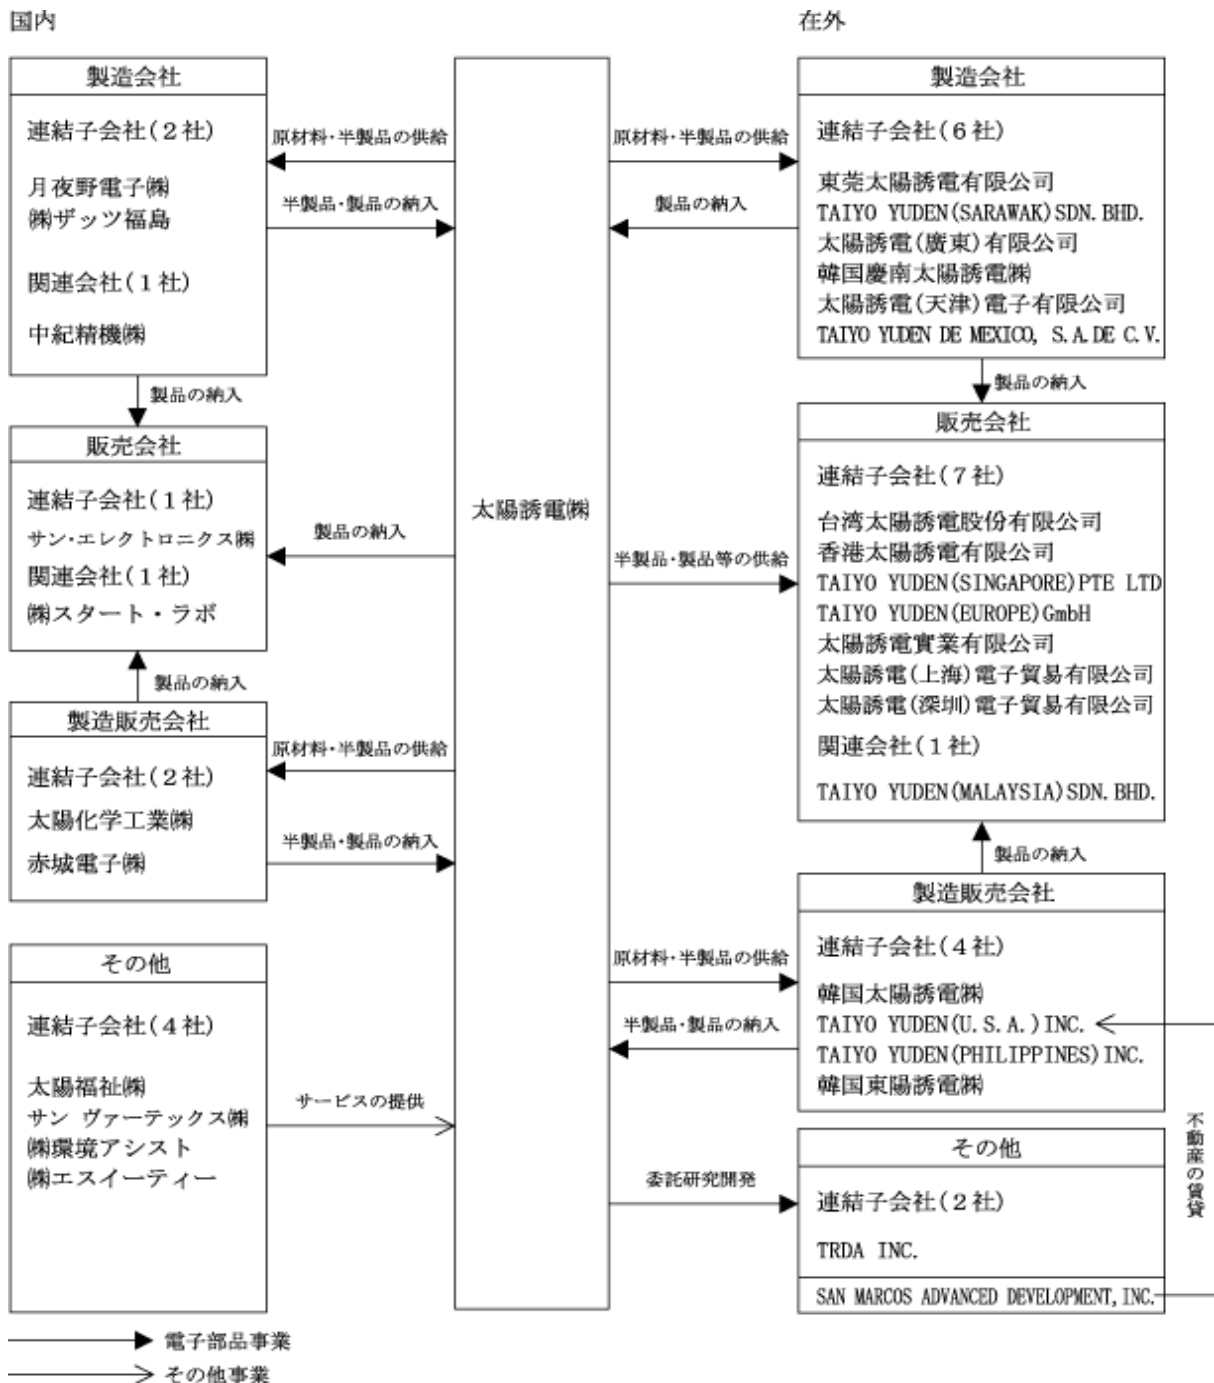 国内
製造会社
連結子会社(2社)
月夜野電子㈱
㈱ザッツ福島
関連会社(1社)
中紀精機㈱
原材料・半製品の供給
半製品・製品の納入
製品の納入
販売会社
連結子会社(1社)
サン・エレクトロニクス㈱
関連会社(1社)
㈱スタート・ラボ
製品の納入
製品の納入
製造販売会社
連結子会社(2社)
太陽化学工業㈱
赤城電子㈱
原材料・半製品の供給
半製品・製品の納入
その他
連結子会社(4社)
太陽福祉㈱
サン ヴァーテックス㈱
㈱環境アシスト
㈱エスイーティー
サービスの提供
太陽誘電㈱
在外
製造会社
連結子会社(6社)
東莞太陽誘電有限公司
TAIYO YUDEN(SARAWAK)SDN.BHD.
太陽誘電(廣東)有限公司
韓国慶南太陽誘電㈱
太陽誘電(天津)電子有限公司
TAIYO YUDEN DE MEXICO, S.A.DE C.V.
原材料・半製品の供給
製品の納入
製品の納入
販売会社
連結子会社(7社)
台湾太陽誘電股份有限公司
香港太陽誘電有限公司
TAIYO YUDEN(SINGAPORE)PTE LTD
TAIYO YUDEN(EUROPE)GmbH
太陽誘電實業有限公司
太陽誘電(上海)電子貿易有限公司
太陽誘電(深圳)電子貿易有限公司
関連会社(1社)
TAIYO YUDEN(MALAYSIA)SDN.BHD.
半製品・製品等の供給
製品の納入
製造販売会社
連結子会社(4社)
韓国太陽誘電㈱
TAIYO YUDEN(U.S.A.)INC.
TAIYO YUDEN(PHILIPPINES)INC.
韓国東陽誘電㈱
原材料・半製品の供給
半製品・製品の納入
その他
連結子会社(2社)
TRDA INC.
SAN MARCOS ADVANCED DEVELOPMENT,INC.
委託研究開発
不動産の賃貸
電子部品事業
その他事業